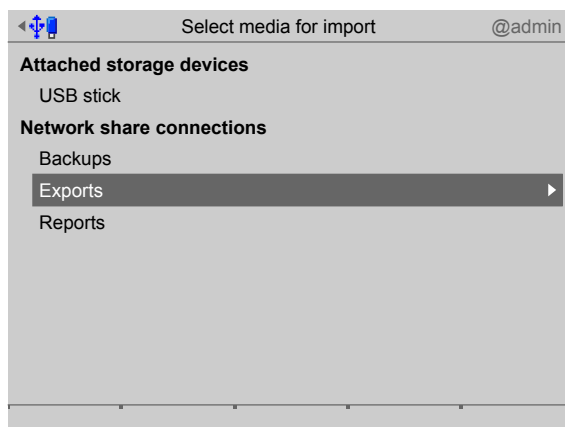 Select media for import @admin
Attached storage devices
USB stick
Network share connections
Backups
Exports
Reports